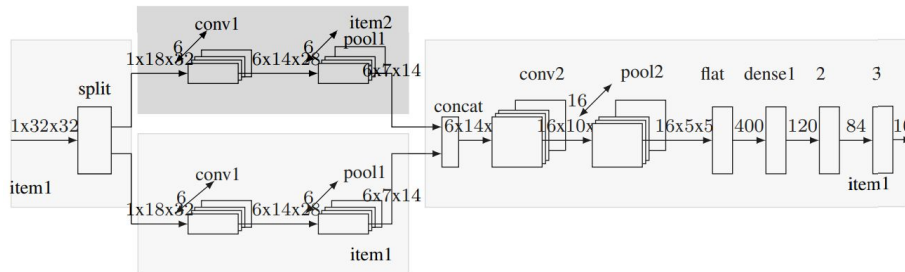 1x32x32
item1
split
1x18x32
6
conv1
6x14x28
6
item2
pool1
6x7x14
1x18x32
6
conv1
6x14x28
6
pool1
6x7x14
item1
concat
6x14x
conv2
16x10x
16
pool2
16x5x5
flat
400
dense1
120
2
84
3
10
item1